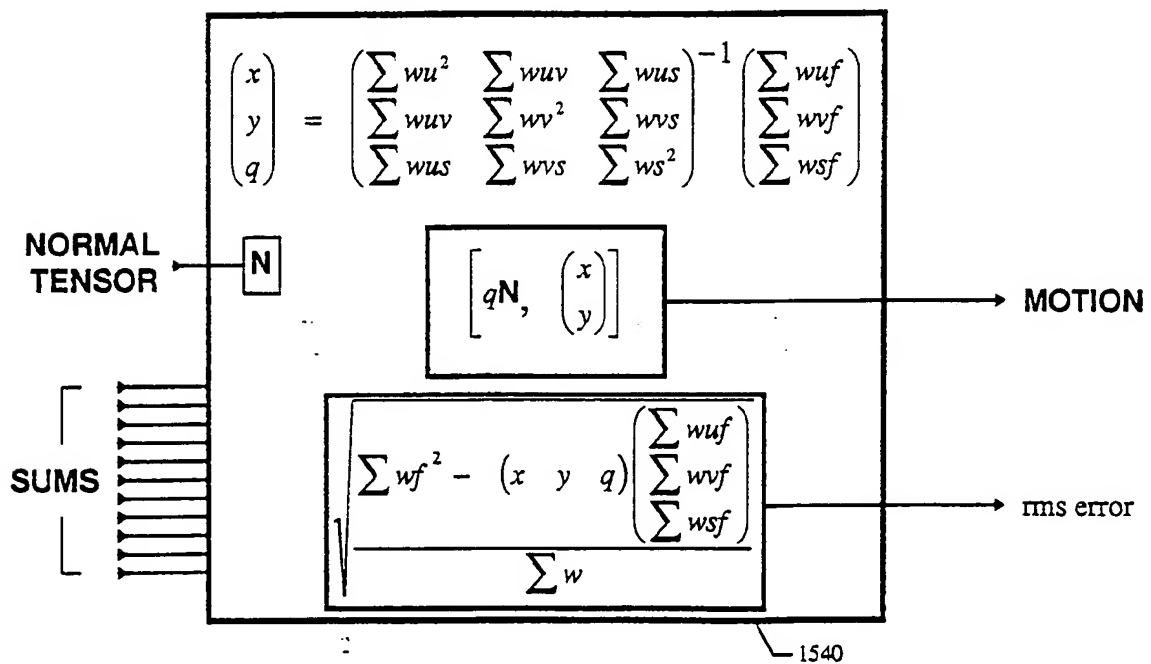 (x y q) = (∑wu² ∑wuv ∑wus
∑wuv ∑wv² ∑wvs
∑wus ∑wvs ∑ws²)⁻¹ (∑wuf
∑wvf
∑wsf)
NORMAL
TENSOR
N
[qN, (x y)]
MOTION
SUMS
√ ∑wf² - (x y q) (∑wuf
∑wvf
∑wsf)
∑w
rms error
1540